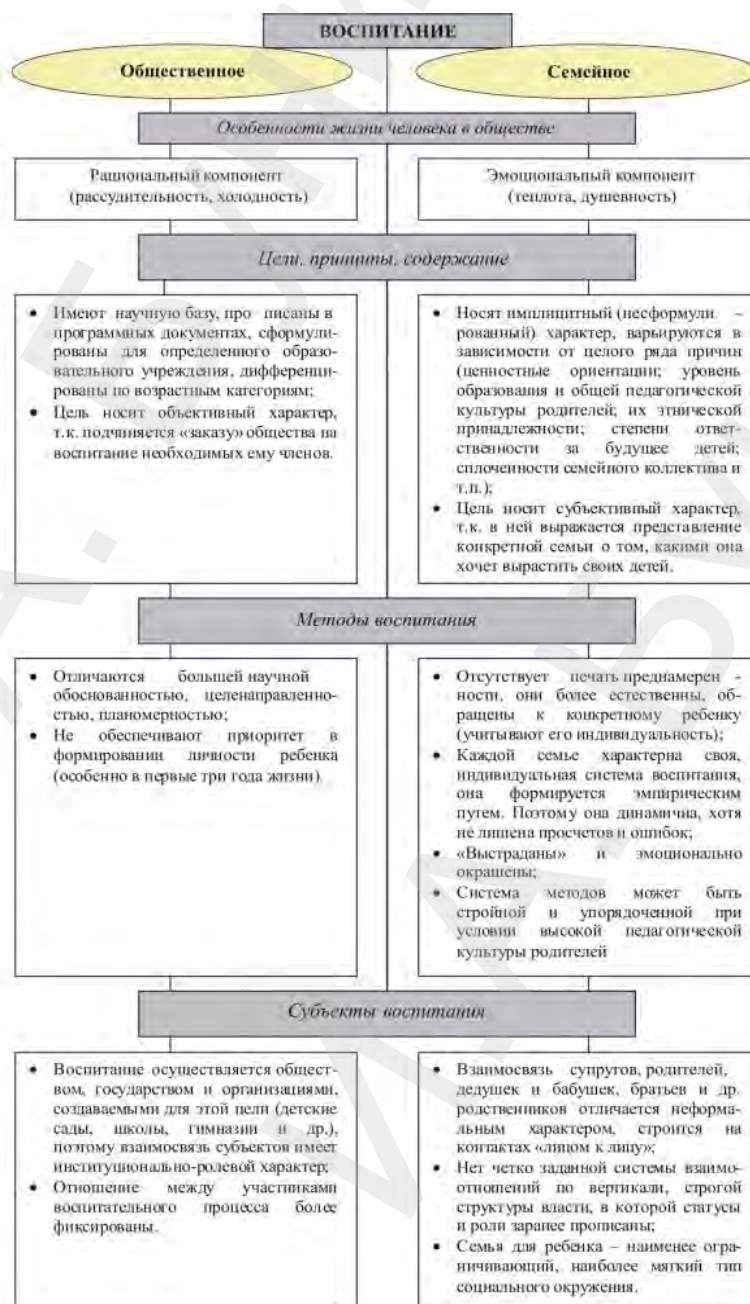 ВОСПИТАНИЕ
Общественное
Семейное
Особенности жизни человека в обществе
Рациональный компонент
(рассудительность, холодность)
Эмоциональный компонент
(теплота, душевность)
Цели, принципы, содержание
• Имеют научную базу, про писаны в
программных документах, сформули-
рованы для определенного образо-
вательного учреждения, дифференци-
рованы по возрастным категориям;
• Цель носит объективный характер,
т.к. подчиняется «заказу» общества на
воспитание необходимых ему членов.
• Носят имплицитный (несформули –
рованный) характер, варьируются в
зависимости от целого ряда причин
(ценностные ориентации; уровень
образования и общей педагогической
культуры родителей; их этнической
принадлежности; степени ответ-
ственности за будущее детей;
сплоченности семейного коллектива и
т.п.);
• Цель носит субъективный характер,
т.к. в ней выражается представление
конкретной семьи о том, какими она
хочет вырастить своих детей.
Методы воспитания
• Отличаются большей научной
обоснованностью, целенаправленно-
стью, планомерностью;
• Не обеспечивают приоритет в
формировании личности ребенка
(особенно в первые три года жизни).
• Отсутствует печать преднамерен -
ности, они более естественны, об-
ращены к конкретному ребенку
(учитывают его индивидуальность);
• Каждой семье характерна своя,
индивидуальная система воспитания,
она формируется эмпирическим
путем. Поэтому она динамична, хотя
не лишена просчетов и ошибок;
• «Выстраданы» и эмоционально
окрашены;
• Система методов может быть
стройной и упорядоченной при
условии высокой педагогической
культуры родителей
Субъекты воспитания
• Воспитание осуществляется общест-
вом, государством и организациями,
создаваемыми для этой цели (детские
сады, школы, гимназии и др.),
поэтому взаимосвязь субъектов имеет
институционально-ролевой характер;
• Отношение между участниками
воспитательного процесса более
фиксированы.
• Взаимосвязь супругов, родителей,
дедушек и бабушек, братьев и др.
родственников отличается неформа-
льным характером, строится на
контактах «лицом к лицу»;
• Нет четко заданной системы взаимо-
отношений по вертикали, строгой
структуры власти, в которой статусы
и роли заранее прописаны;
• Семья для ребенка – наименее огра-
ничивающий, наиболее мягкий тип
социального окружения.